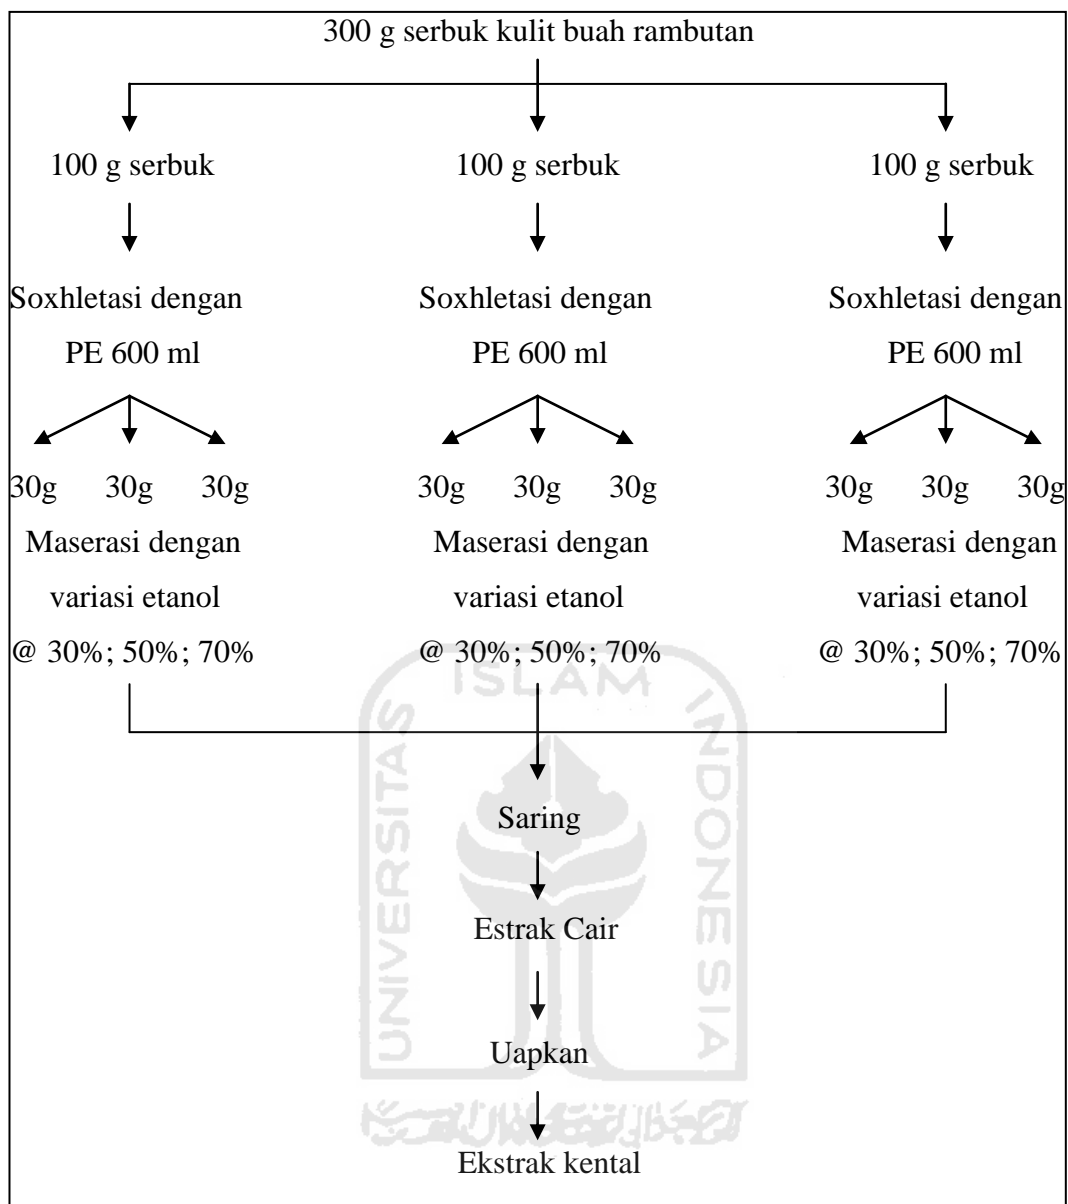 300 g serbuk kulit buah rambutan
100 g serbuk 100 g serbuk 100 g serbuk
Soxhletasi dengan Soxhletasi dengan Soxhletasi dengan
PE 600 ml PE 600 ml PE 600 ml
30g 30g 30g 30g 30g 30g 30g 30g 30g
Maserasi dengan Maserasi dengan Maserasi dengan
variasi etanol variasi etanol variasi etanol
@ 30%; 50%; 70% @ 30%; 50%; 70% @ 30%; 50%; 70%
ISLAM
UNIVERSITAS
INDONESIA
Saring
Estrak Cair
Uapkan
Ekstrak kental